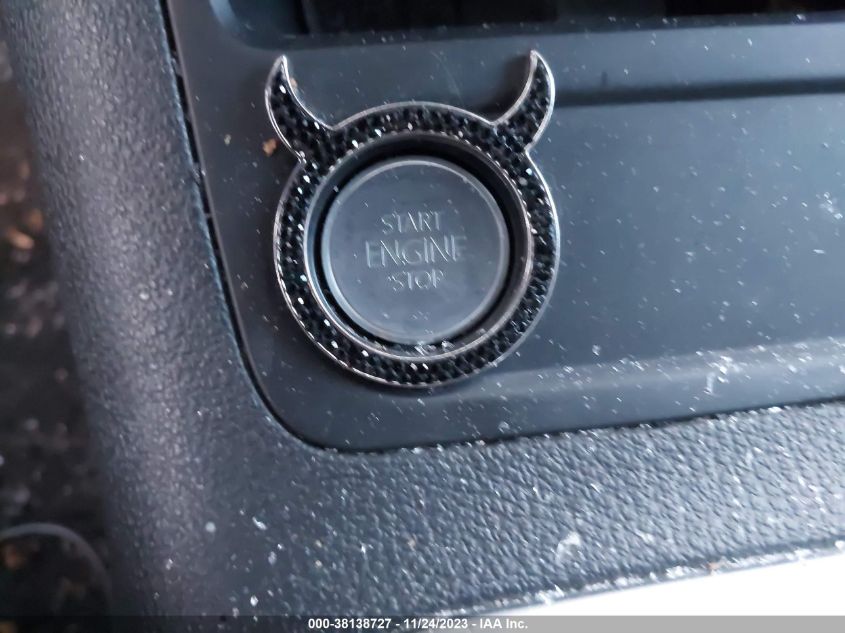 START
ENGINE
STOP
000-38138727 - 11/24/2023 - IAA Inc.